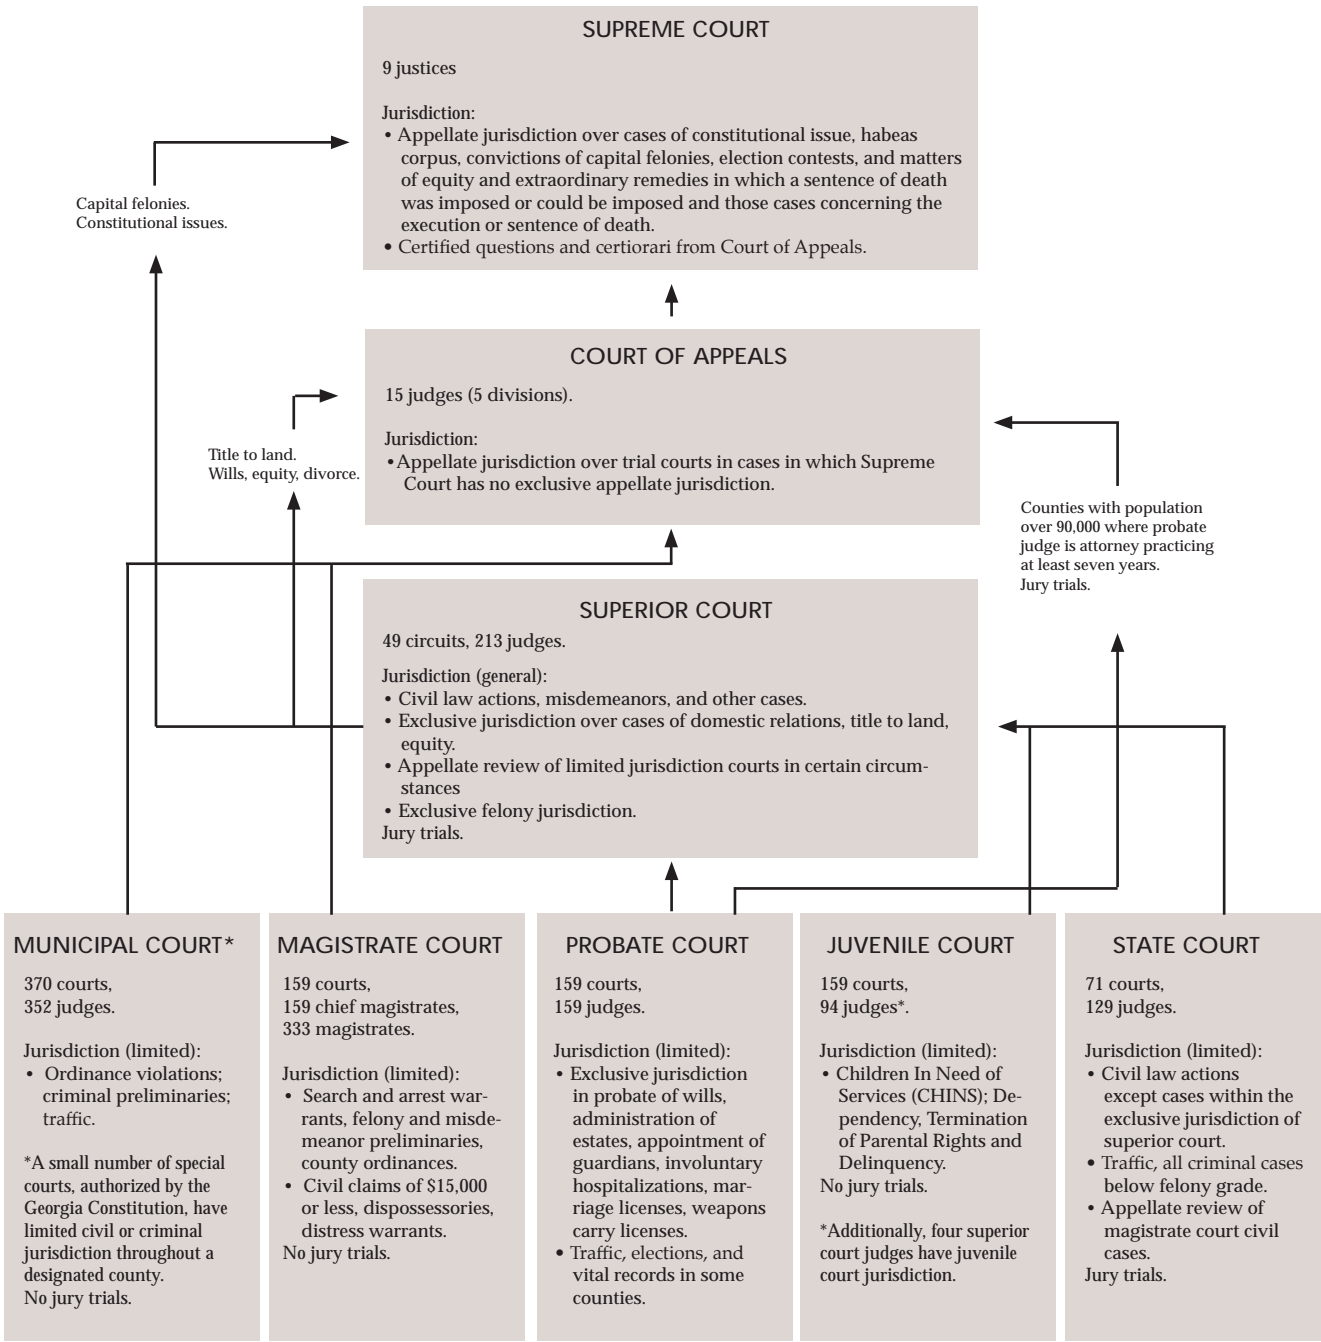 SUPREME COURT
9 justices
Jurisdiction:
• Appellate jurisdiction over cases of constitutional issue, habeas
corpus, convictions of capital felonies, election contests, and matters
of equity and extraordinary remedies in which a sentence of death
was imposed or could be imposed and those cases concerning the
execution or sentence of death.
• Certified questions and certiorari from Court of Appeals.
Capital felonies.
Constitutional issues.
COURT OF APPEALS
15 judges (5 divisions).
Jurisdiction:
•Appellate jurisdiction over trial courts in cases in which Supreme
Court has no exclusive appellate jurisdiction.
Title to land.
Wills, equity, divorce.
Counties with population
over 90,000 where probate
judge is attorney practicing
at least seven years.
Jury trials.
SUPERIOR COURT
49 circuits, 213 judges.
Jurisdiction (general):
• Civil law actions, misdemeanors, and other cases.
• Exclusive jurisdiction over cases of domestic relations, title to land,
equity.
• Appellate review of limited jurisdiction courts in certain circum-
stances
• Exclusive felony jurisdiction.
Jury trials.
MUNICIPAL COURT*
370 courts,
352 judges.
Jurisdiction (limited):
• Ordinance violations;
criminal preliminaries;
traffic.
*A small number of special
courts, authorized by the
Georgia Constitution, have
limited civil or criminal
jurisdiction throughout a
designated county.
No jury trials.
MAGISTRATE COURT
159 courts,
159 chief magistrates,
333 magistrates.
Jurisdiction (limited):
• Search and arrest war-
rants, felony and misde-
meanor preliminaries,
county ordinances.
• Civil claims of $15,000
or less, dispossessories,
distress warrants.
No jury trials.
PROBATE COURT
159 courts,
159 judges.
Jurisdiction (limited):
• Exclusive jurisdiction
in probate of wills,
administration of
estates, appointment of
guardians, involuntary
hospitalizations, mar-
riage licenses, weapons
carry licenses.
• Traffic, elections, and
vital records in some
counties.
JUVENILE COURT
159 courts,
94 judges*.
Jurisdiction (limited):
• Children In Need of
Services (CHINS); De-
pendency, Termination
of Parental Rights and
Delinquency.
No jury trials.
*Additionally, four superior
court judges have juvenile
court jurisdiction.
STATE COURT
71 courts,
129 judges.
Jurisdiction (limited):
• Civil law actions
except cases within the
exclusive jurisdiction of
superior court.
• Traffic, all criminal cases
below felony grade.
• Appellate review of
magistrate court civil
cases.
Jury trials.